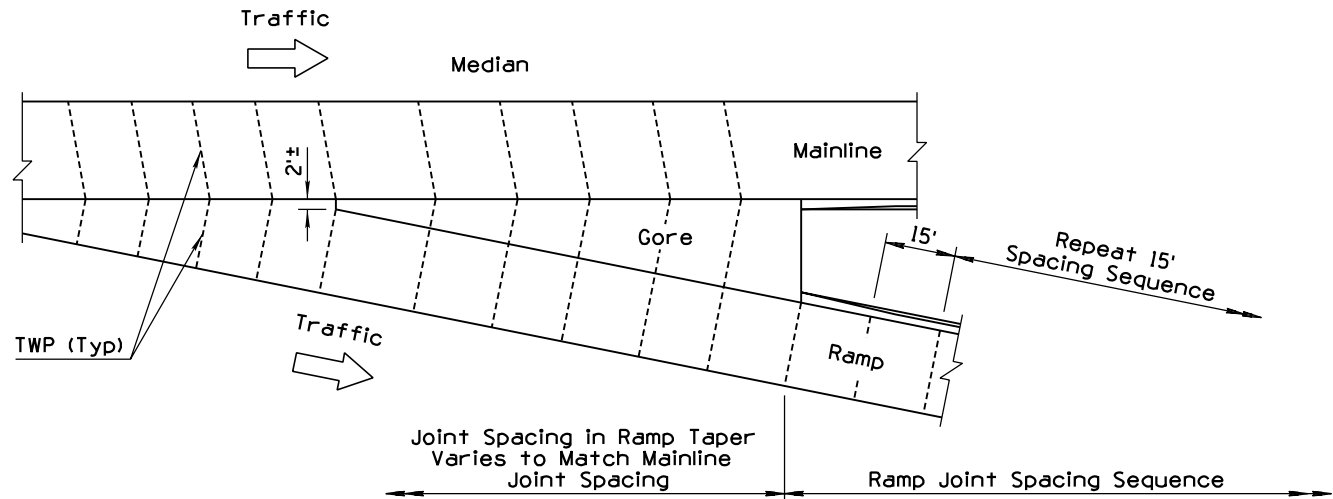 Traffic
Median
Mainline
2'±
Gore
15'
Repeat 15'
Spacing Sequence
TWP (Typ)
Traffic
Ramp
Joint Spacing in Ramp Taper
Varies to Match Mainline
Joint Spacing
Ramp Joint Spacing Sequence